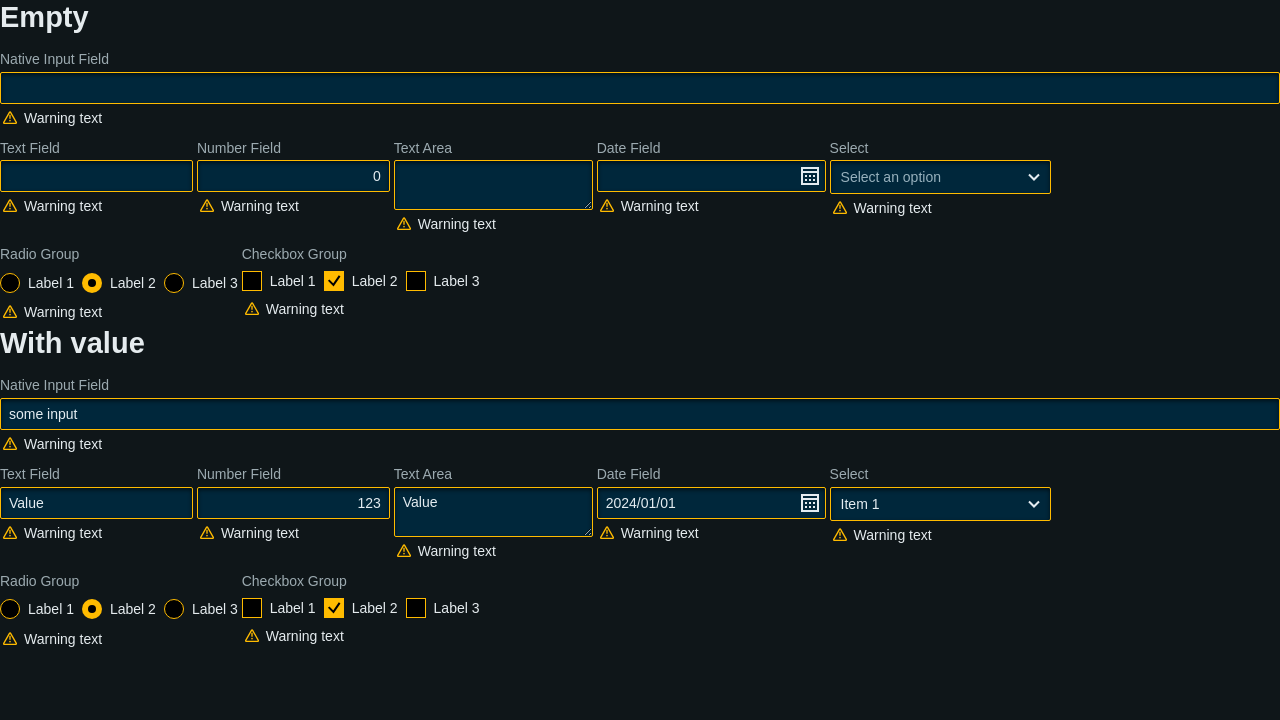 Empty
Native Input Field
Warning text
Text Field Number Field Text Area Date Field Select
0 Select an option
Warning text Warning text Warning text Warning text Warning text
Radio Group Checkbox Group
Label 1 Label 2 Label 3 Label 1 Label 2 Label 3
Warning text Warning text
With value
Native Input Field
some input
Warning text
Text Field Number Field Text Area Date Field Select
Value 123 Value 2024/01/01 Item 1
Warning text Warning text Warning text Warning text Warning text
Radio Group Checkbox Group
Label 1 Label 2 Label 3 Label 1 Label 2 Label 3
Warning text Warning text